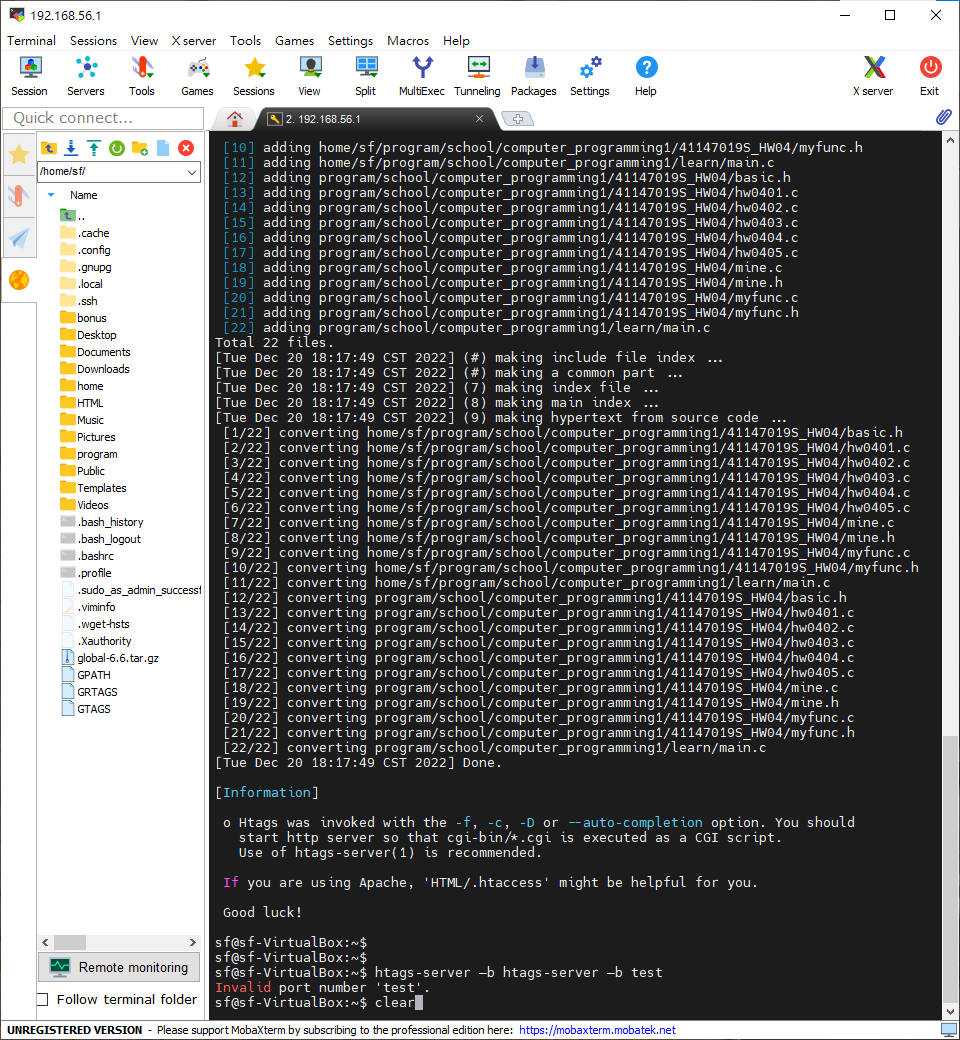 192.168.56.1
Terminal Sessions View X server Tools Games Settings Macros Help
Session Servers Tools Games Sessions View Split MultiExec Tunneling Packages Settings Help X server Exit
Quick connect...
2. 192.168.56.1
/home/sf/
Name
..
.cache
.config
.gnupg
.local
.ssh
bonus
Desktop
Documents
Downloads
home
HTML
Music
Pictures
program
Public
Templates
Videos
.bash_history
.bash_logout
.bashrc
.profile
.sudo_as_admin_successf
.viminfo
.wget-hsts
.Xauthority
global-6.6.tar.gz
GPATH
GRTAGS
GTAGS
Remote monitoring
Follow terminal folder
[10] adding home/sf/program/school/computer_programming1/41147019S_HW04/myfunc.h
[11] adding home/sf/program/school/computer_programming1/learn/main.c
[12] adding program/school/computer_programming1/41147019S_HW04/basic.h
[13] adding program/school/computer_programming1/41147019S_HW04/hw0401.c
[14] adding program/school/computer_programming1/41147019S_HW04/hw0402.c
[15] adding program/school/computer_programming1/41147019S_HW04/hw0403.c
[16] adding program/school/computer_programming1/41147019S_HW04/hw0404.c
[17] adding program/school/computer_programming1/41147019S_HW04/hw0405.c
[18] adding program/school/computer_programming1/41147019S_HW04/mine.c
[19] adding program/school/computer_programming1/41147019S_HW04/mine.h
[20] adding program/school/computer_programming1/41147019S_HW04/myfunc.c
[21] adding program/school/computer_programming1/41147019S_HW04/myfunc.h
[22] adding program/school/computer_programming1/learn/main.c
Total 22 files.
[Tue Dec 20 18:17:49 CST 2022] (#) making include file index ...
[Tue Dec 20 18:17:49 CST 2022] (#) making a common part ...
[Tue Dec 20 18:17:49 CST 2022] (7) making index file ...
[Tue Dec 20 18:17:49 CST 2022] (8) making main index ...
[Tue Dec 20 18:17:49 CST 2022] (9) making hypertext from source code ...
[1/22] converting home/sf/program/school/computer_programming1/41147019S_HW04/basic.h
[2/22] converting home/sf/program/school/computer_programming1/41147019S_HW04/hw0401.c
[3/22] converting home/sf/program/school/computer_programming1/41147019S_HW04/hw0402.c
[4/22] converting home/sf/program/school/computer_programming1/41147019S_HW04/hw0403.c
[5/22] converting home/sf/program/school/computer_programming1/41147019S_HW04/hw0404.c
[6/22] converting home/sf/program/school/computer_programming1/41147019S_HW04/hw0405.c
[7/22] converting home/sf/program/school/computer_programming1/41147019S_HW04/mine.c
[8/22] converting home/sf/program/school/computer_programming1/41147019S_HW04/mine.h
[9/22] converting home/sf/program/school/computer_programming1/41147019S_HW04/myfunc.c
[10/22] converting home/sf/program/school/computer_programming1/41147019S_HW04/myfunc.h
[11/22] converting home/sf/program/school/computer_programming1/learn/main.c
[12/22] converting program/school/computer_programming1/41147019S_HW04/basic.h
[13/22] converting program/school/computer_programming1/41147019S_HW04/hw0401.c
[14/22] converting program/school/computer_programming1/41147019S_HW04/hw0402.c
[15/22] converting program/school/computer_programming1/41147019S_HW04/hw0403.c
[16/22] converting program/school/computer_programming1/41147019S_HW04/hw0404.c
[17/22] converting program/school/computer_programming1/41147019S_HW04/hw0405.c
[18/22] converting program/school/computer_programming1/41147019S_HW04/mine.c
[19/22] converting program/school/computer_programming1/41147019S_HW04/mine.h
[20/22] converting program/school/computer_programming1/41147019S_HW04/myfunc.c
[21/22] converting program/school/computer_programming1/41147019S_HW04/myfunc.h
[22/22] converting program/school/computer_programming1/learn/main.c
[Tue Dec 20 18:17:49 CST 2022] Done.
[Information]
o Htags was invoked with the -f, -c, -D or --auto-completion option. You should
start http server so that cgi-bin/*.cgi is executed as a CGI script.
Use of htags-server(1) is recommended.
If you are using Apache, 'HTML/.htaccess' might be helpful for you.
Good luck!
sf@sf-VirtualBox:~$
sf@sf-VirtualBox:~$
sf@sf-VirtualBox:~$ htags-server –b htags-server –b test
Invalid port number 'test'.
sf@sf-VirtualBox:~$ clear
UNREGISTERED VERSION - Please support MobaXterm by subscribing to the professional edition here: https://mobaxterm.mobatek.net